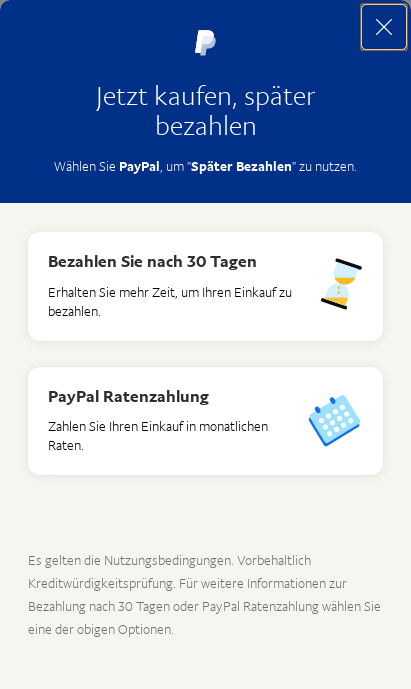 Jetzt kaufen, später
bezahlen
Wählen Sie PayPal, um "Später Bezahlen" zu nutzen.
Bezahlen Sie nach 30 Tagen
Erhalten Sie mehr Zeit, um Ihren Einkauf zu
bezahlen.
PayPal Ratenzahlung
Zahlen Sie Ihren Einkauf in monatlichen
Raten.
Es gelten die Nutzungsbedingungen. Vorbehaltlich
Kreditwürdigkeitsprüfung. Für weitere Informationen zur
Bezahlung nach 30 Tagen oder PayPal Ratenzahlung wählen Sie
eine der obigen Optionen.